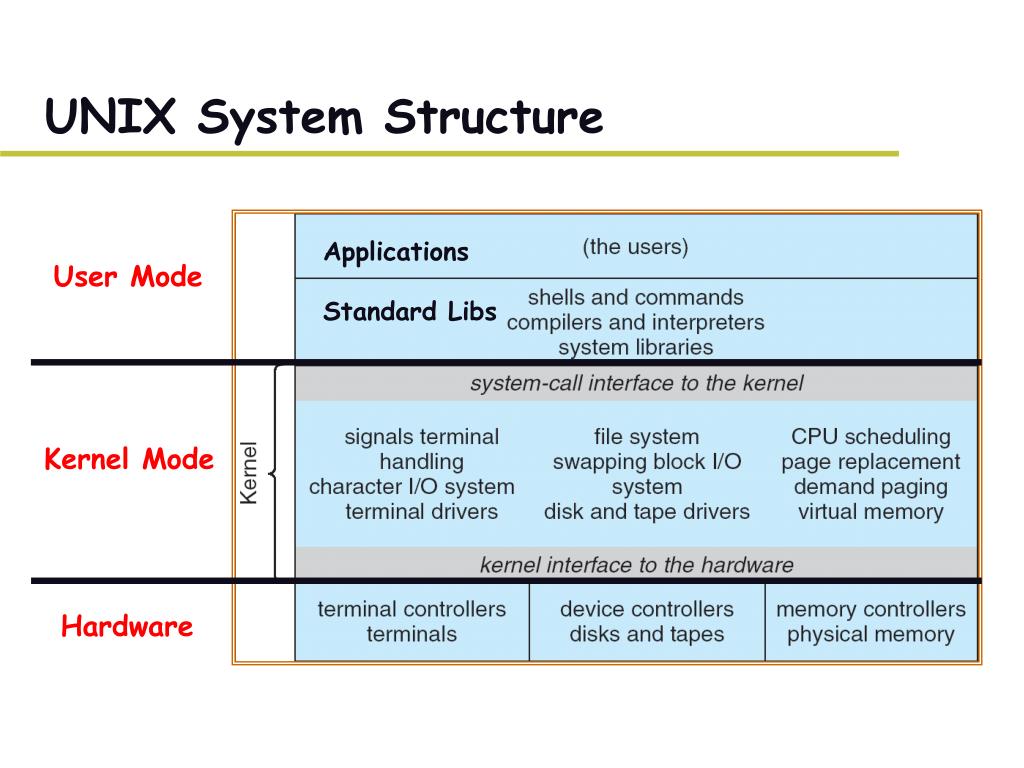 UNIX System Structure
User Mode
Applications
(the users)
Standard Libs
shells and commands
compilers and interpreters
system libraries
Kernel Mode
Kernel
system-call interface to the kernel
signals terminal
handling
character I/O system
terminal drivers
file system
swapping block I/O
system
disk and tape drivers
CPU scheduling
page replacement
demand paging
virtual memory
kernel interface to the hardware
Hardware
terminal controllers
terminals
device controllers
disks and tapes
memory controllers
physical memory